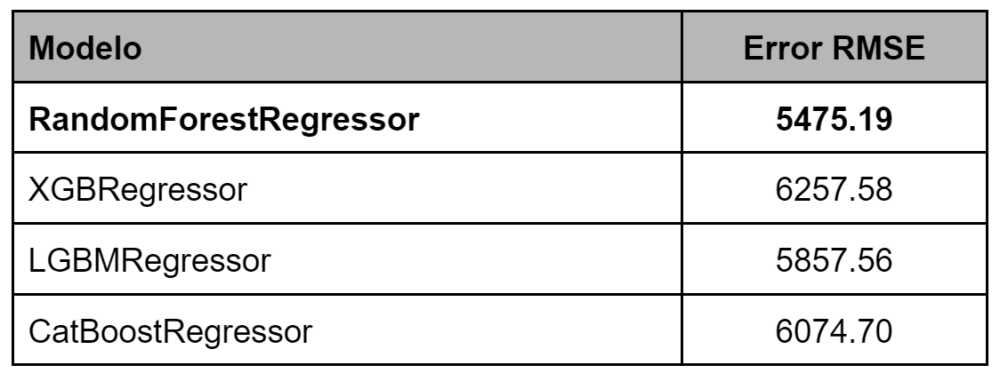 Modelo Error RMSE
RandomForestRegressor 5475.19
XGBRegressor 6257.58
LGBMRegressor 5857.56
CatBoostRegressor 6074.70